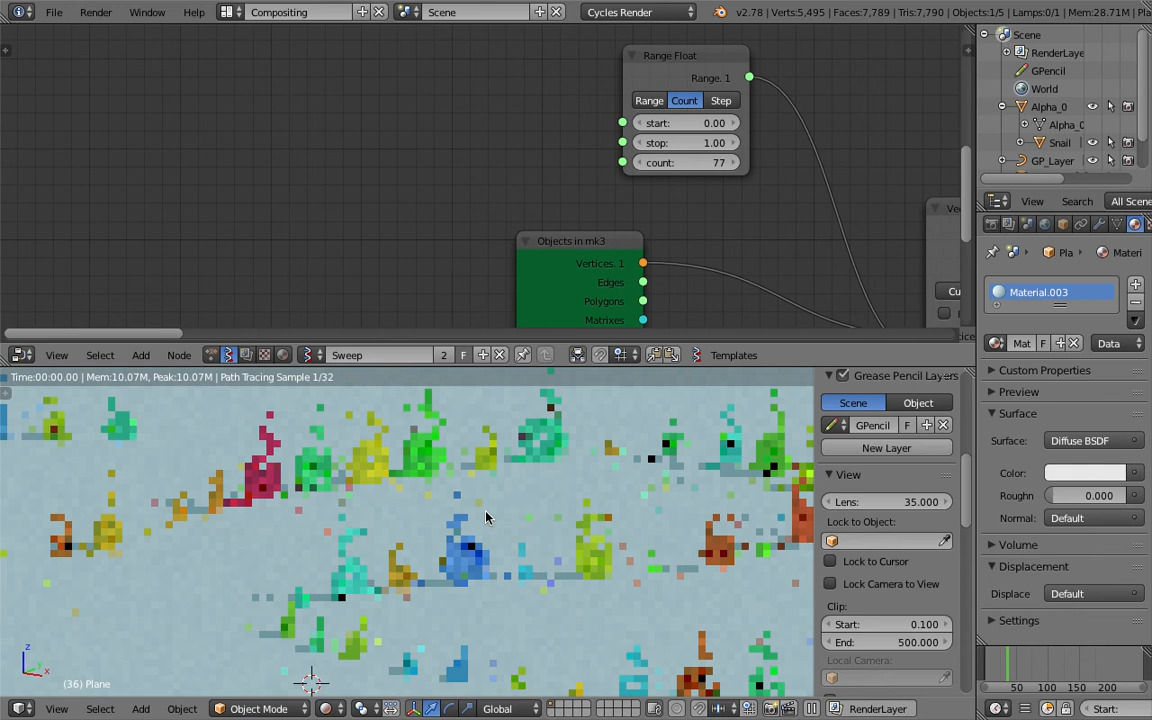 File Render Window Help Compositing Scene Cycles Render v2.78 | Verts:5,495 | Faces:7,789 | Tris:7,790 | Objects:1/5 | Lamps:0/1 | Mem:28.71M | Pla
Range Float
Range. 1
Range Count Step
start: 0.00
stop: 1.00
count: 77
Objects in mk3
Vertices. 1
Edges
Polygons
Matrixes
Vec
Cu
View Select Add Node Sweep 2 F Templates
Time:00:00.00 | Mem:10.07M, Peak:10.07M | Path Tracing Sample 1/32
(36) Plane
z
y
x
Grease Pencil Layers
Scene Object
GPencil F
New Layer
View
Lens: 35.000
Lock to Object:
Lock to Cursor
Lock Camera to View
Clip:
Start: 0.100
End: 500.000
Local Camera:
View Select Add Object Object Mode Global RenderLayer
Scene
RenderLaye
GPencil
World
Alpha_0
Alpha_0
Snail
GP_Layer
View Search All Scene
Pla Materi
Material.003
Mat F Data
Custom Properties
Preview
Surface
Surface: Diffuse BSDF
Color:
Roughn 0.000
Normal: Default
Volume
Displacement
Displace Default
Settings
50 100 150 200
Start: